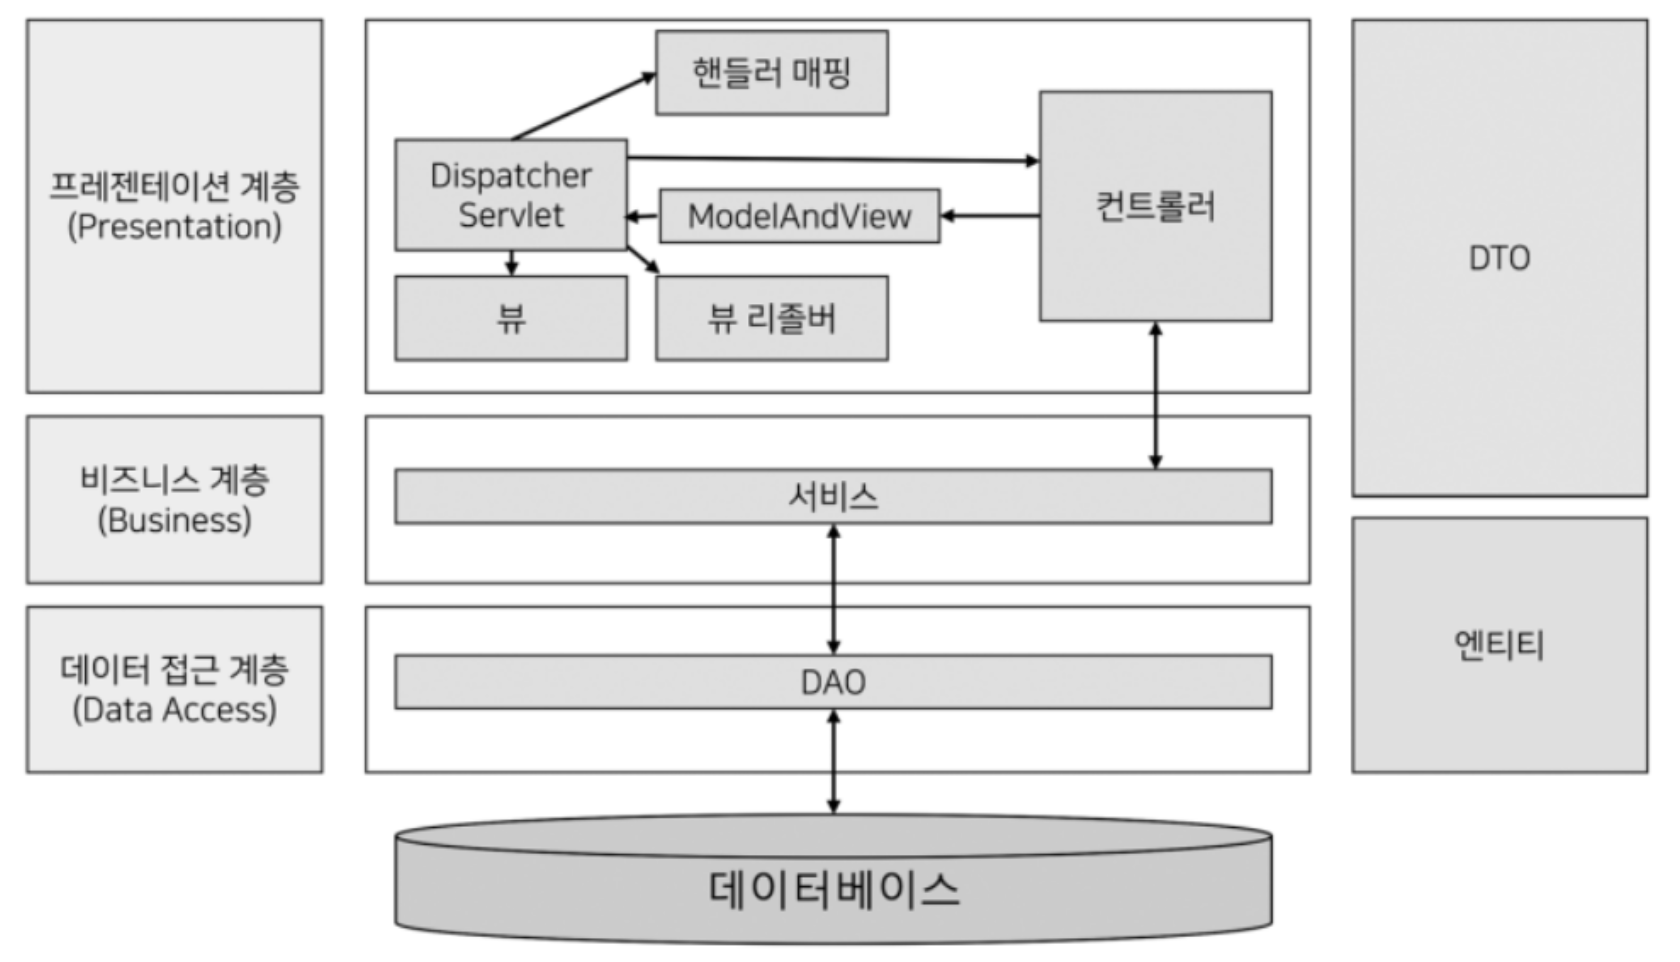 프레젠테이션 계층
(Presentation)
핸들러 매핑
Dispatcher
Servlet
ModelAndView
컨트롤러
뷰
뷰 리졸버
DTO
비즈니스 계층
(Business)
서비스
데이터 접근 계층
(Data Access)
DAO
엔티티
데이터베이스